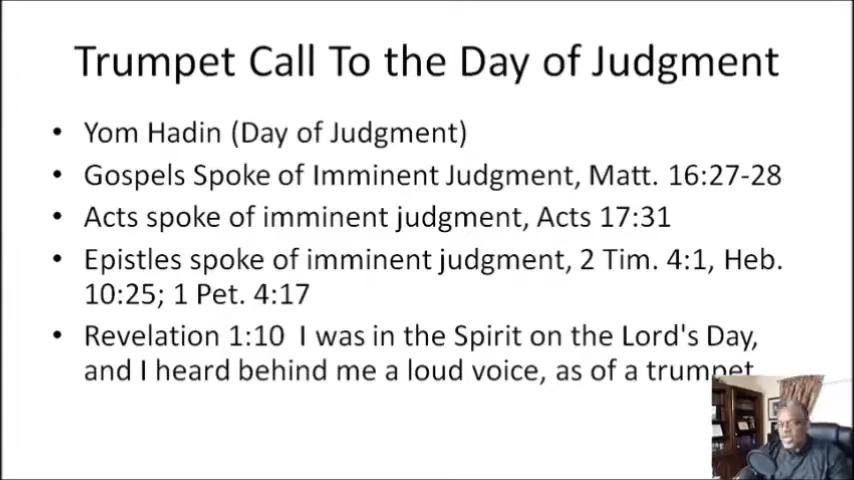 Trumpet Call To the Day of Judgment
• Yom Hadin (Day of Judgment)
• Gospels Spoke of Imminent Judgment, Matt. 16:27-28
• Acts spoke of imminent judgment, Acts 17:31
• Epistles spoke of imminent judgment, 2 Tim. 4:1, Heb.
10:25; 1 Pet. 4:17
• Revelation 1:10 I was in the Spirit on the Lord's Day,
and I heard behind me a loud voice, as of a trumpet